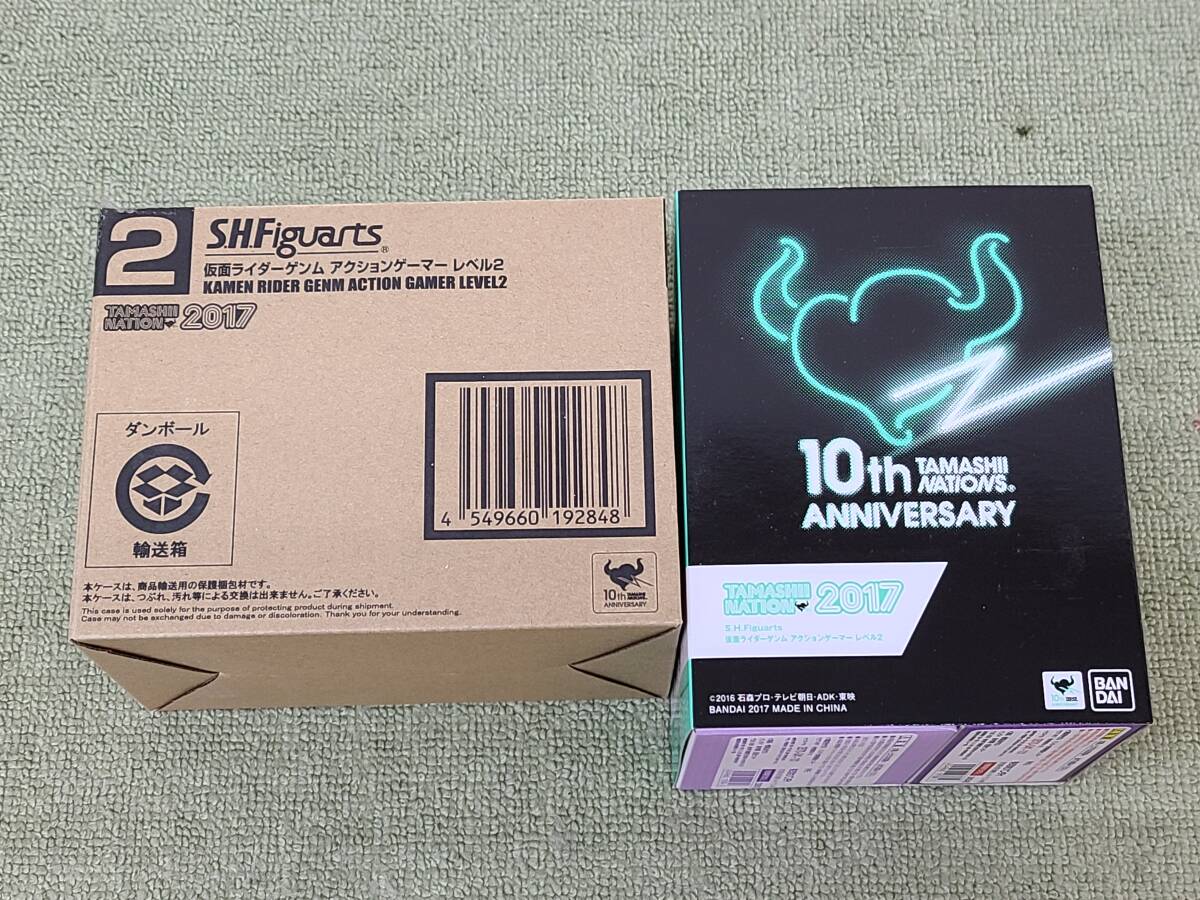 2
S.H.Figuarts®
仮面ライダーゲンム アクションゲーマー レベル2
KAMEN RIDER GENM ACTION GAMER LEVEL2
TAMASHII
NATION 2017
ダンボール
輸送箱
4 549660 192848
本ケースは、商品輸送用の保護梱包材です。
本ケースは、つぶれ、汚れ等による交換は出来ません。ご了承ください。
This case is used solely for the purpose of protecting product during shipment.
Case may not be exchanged due to damage or discoloration. Thank you for your understanding.
10th TAMASHII NATIONS
ANNIVERSARY
10th TAMASHII
NATIONS®
ANNIVERSARY
TAMASHII
NATION 2017
S.H.Figuarts
仮面ライダーゲンム アクションゲーマー レベル2
©2016 石森プロ・テレビ朝日・ADK・東映
BANDAI 2017 MADE IN CHINA
10th
BAN
DAI